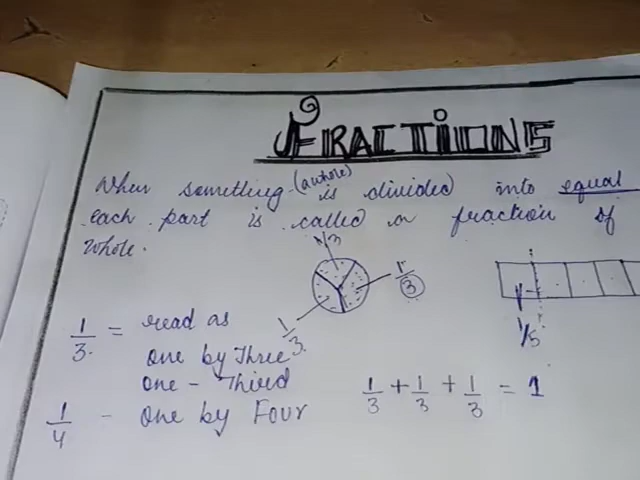 FRACTIONS
When something (a whole) is divided into equal
each part is called a fraction of
whole.
1/3
1/3
1/3
1/5
1/3 = read as
one by Three
one - Third
1/3 + 1/3 + 1/3 = 1
1/4 - one by Four